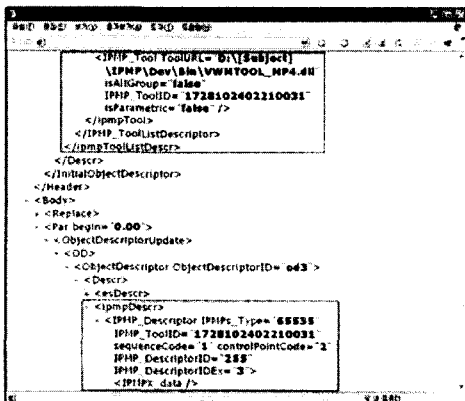 <IPMP_Tool ToolURL="D:\[Subject]
\IPMP\Dev\Bin\VWMTOOL_MP4.dll
isAltGroup="false"
IPMP_ToolID="1728102402210031"
isParametric="false" />
</ipmpTool>
</IPMP_ToolListDescriptor>
</ipmpToolListDescr>
</Descr>
</InitialObjectDescriptor>
</Header>
- <Body>
+ <Replace>
- <Par begin="0.00">
- <ObjectDescriptorUpdate>
- <OD>
- <ObjectDescriptor ObjectDescriptorID="od3">
- <Descr>
+ <esDescr>
- <ipmpDescr>
- <IPMP_Descriptor IPMPs_Type="65535"
IPMP_ToolID="1728102402210031"
sequenceCode="1" controlPointCode="2"
IPMP_DescriptorID="255"
IPMP_DescriptorIDEx="3">
<IPMPX_data />